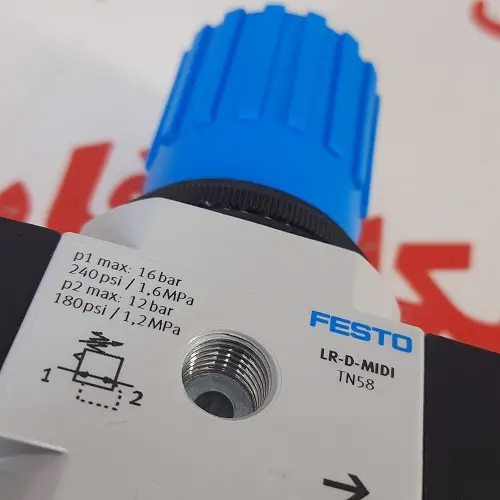 p1 max: 16 bar
240 psi / 1,6 MPa
p2 max: 12 bar
180 psi / 1,2 MPa
1
2
FESTO
LR-D-MIDI
TN58